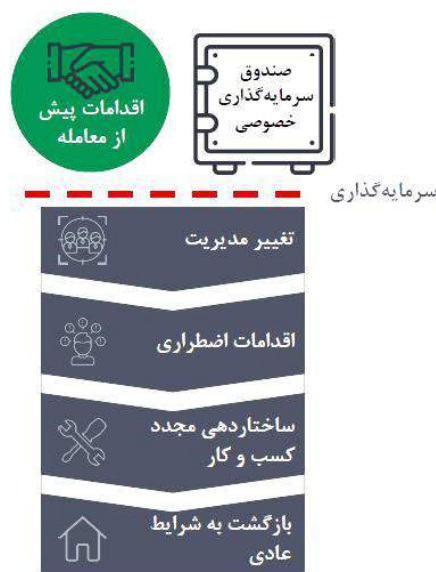 اقدامات پیش
از معامله
صندوق
سرمایه‌گذاری
خصوصی
سرمایه‌گذاری
تغییر مدیریت
اقدامات اضطراری
ساختاردهی مجدد
کسب و کار
بازگشت به شرایط
عادی